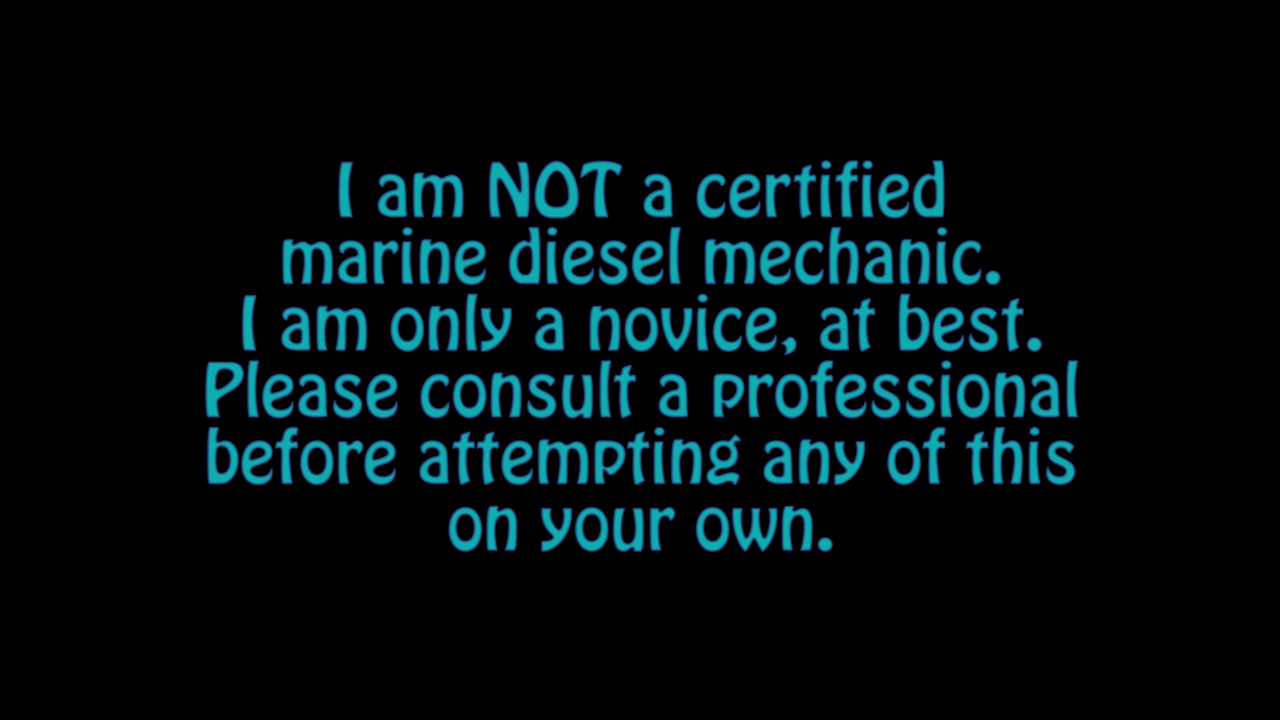 I am NOT a certified
marine diesel mechanic.
I am only a novice, at best.
Please consult a professional
before attempting any of this
on your own.